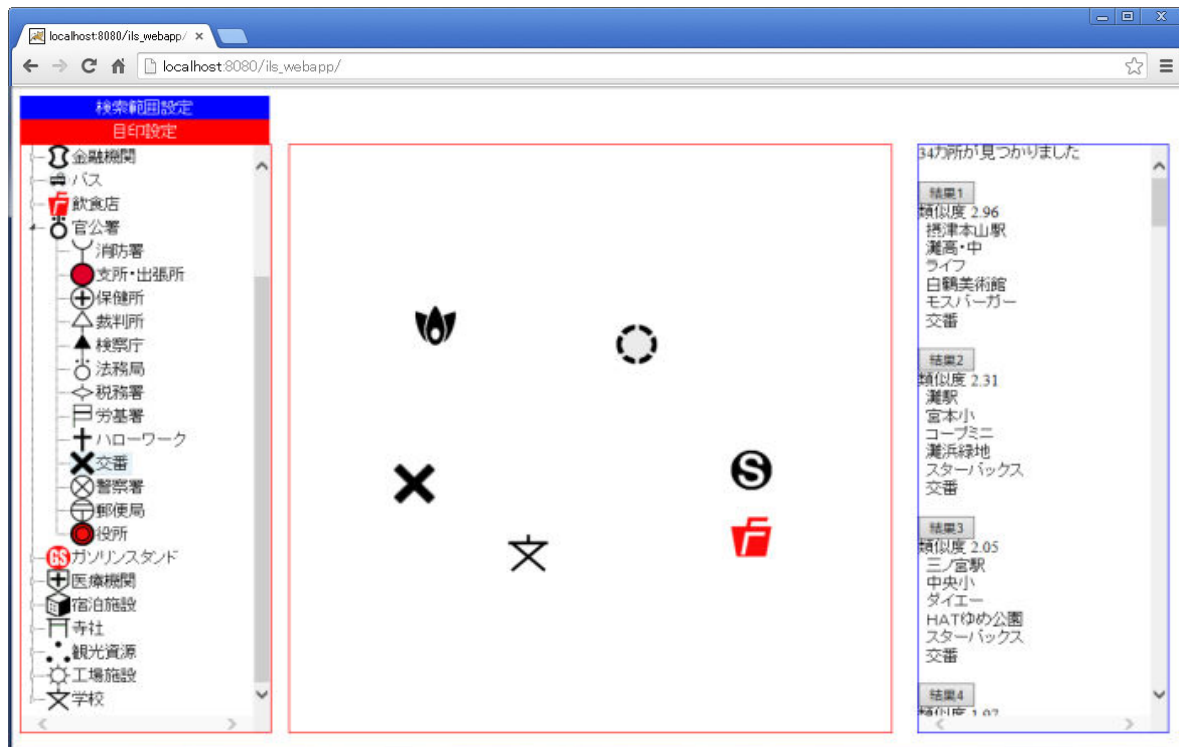 localhost:8080/ils_webapp/
localhost:8080/ils_webapp/
検索範囲設定
目印設定
金融機関
バス
飲食店
官公署
消防署
支所・出張所
保健所
裁判所
検察庁
法務局
税務署
労基署
ハローワーク
交番
警察署
郵便局
役所
GS ガソリンスタンド
医療機関
宿泊施設
寺社
観光資源
工場施設
学校
S
34カ所が見つかりました
結果1
類似度 2.96
摂津本山駅
灘高・中
ライフ
白鶴美術館
モスバーガー
交番
結果2
類似度 2.31
灘駅
宮本小
コープミニ
灘浜緑地
スターバックス
交番
結果3
類似度 2.05
三ノ宮駅
中央小
ダイエー
HATゆめ公園
スターバックス
交番
結果4
類似度 1.97